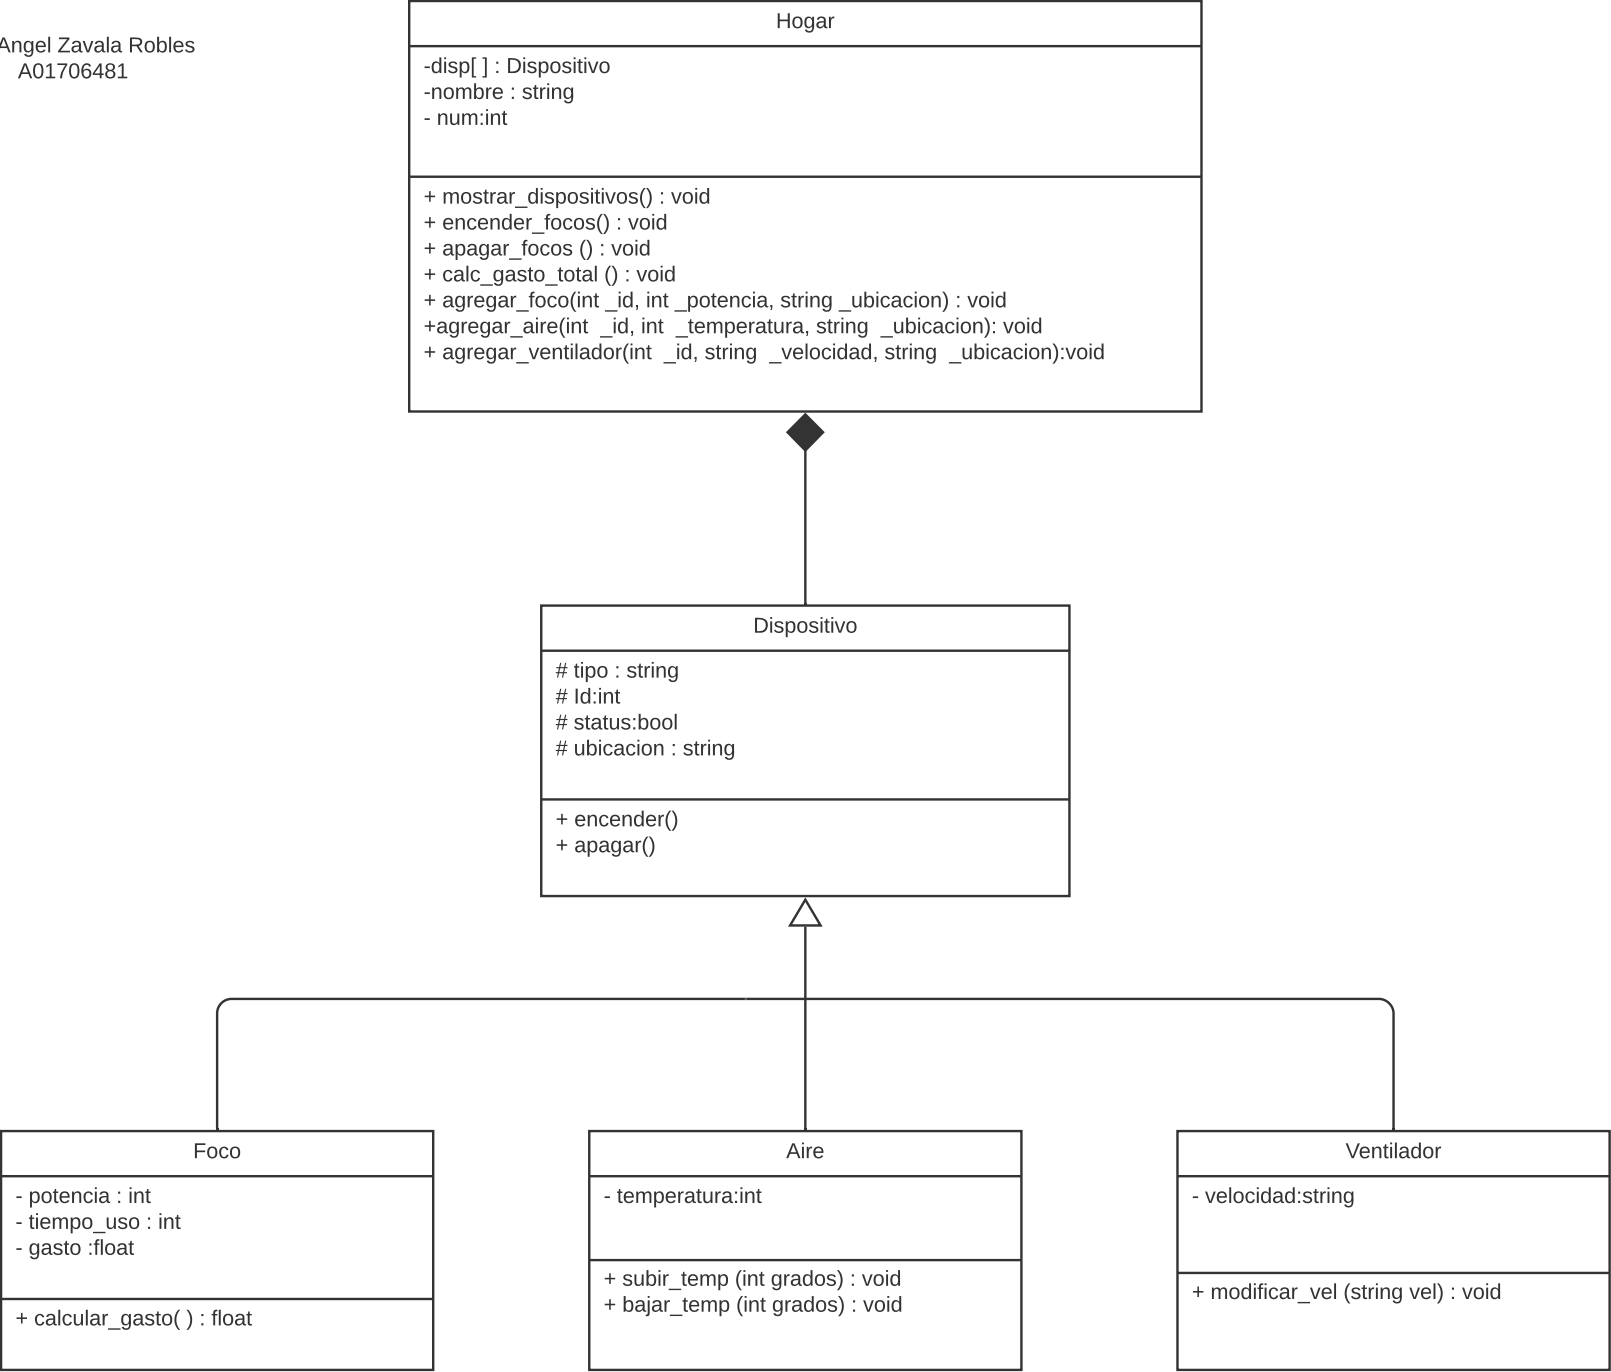 Angel Zavala Robles
A01706481
Hogar
-disp[ ] : Dispositivo
-nombre : string
- num:int
+ mostrar_dispositivos() : void
+ encender_focos() : void
+ apagar_focos () : void
+ calc_gasto_total () : void
+ agregar_foco(int _id, int _potencia, string _ubicacion) : void
+agregar_aire(int  _id, int  _temperatura, string  _ubicacion): void
+ agregar_ventilador(int  _id, string  _velocidad, string  _ubicacion):void
Dispositivo
# tipo : string
# Id:int
# status:bool
# ubicacion : string
+ encender()
+ apagar()
Foco
- potencia : int
- tiempo_uso : int
- gasto :float
+ calcular_gasto( ) : float
Aire
- temperatura:int
+ subir_temp (int grados) : void
+ bajar_temp (int grados) : void
Ventilador
- velocidad:string
+ modificar_vel (string vel) : void